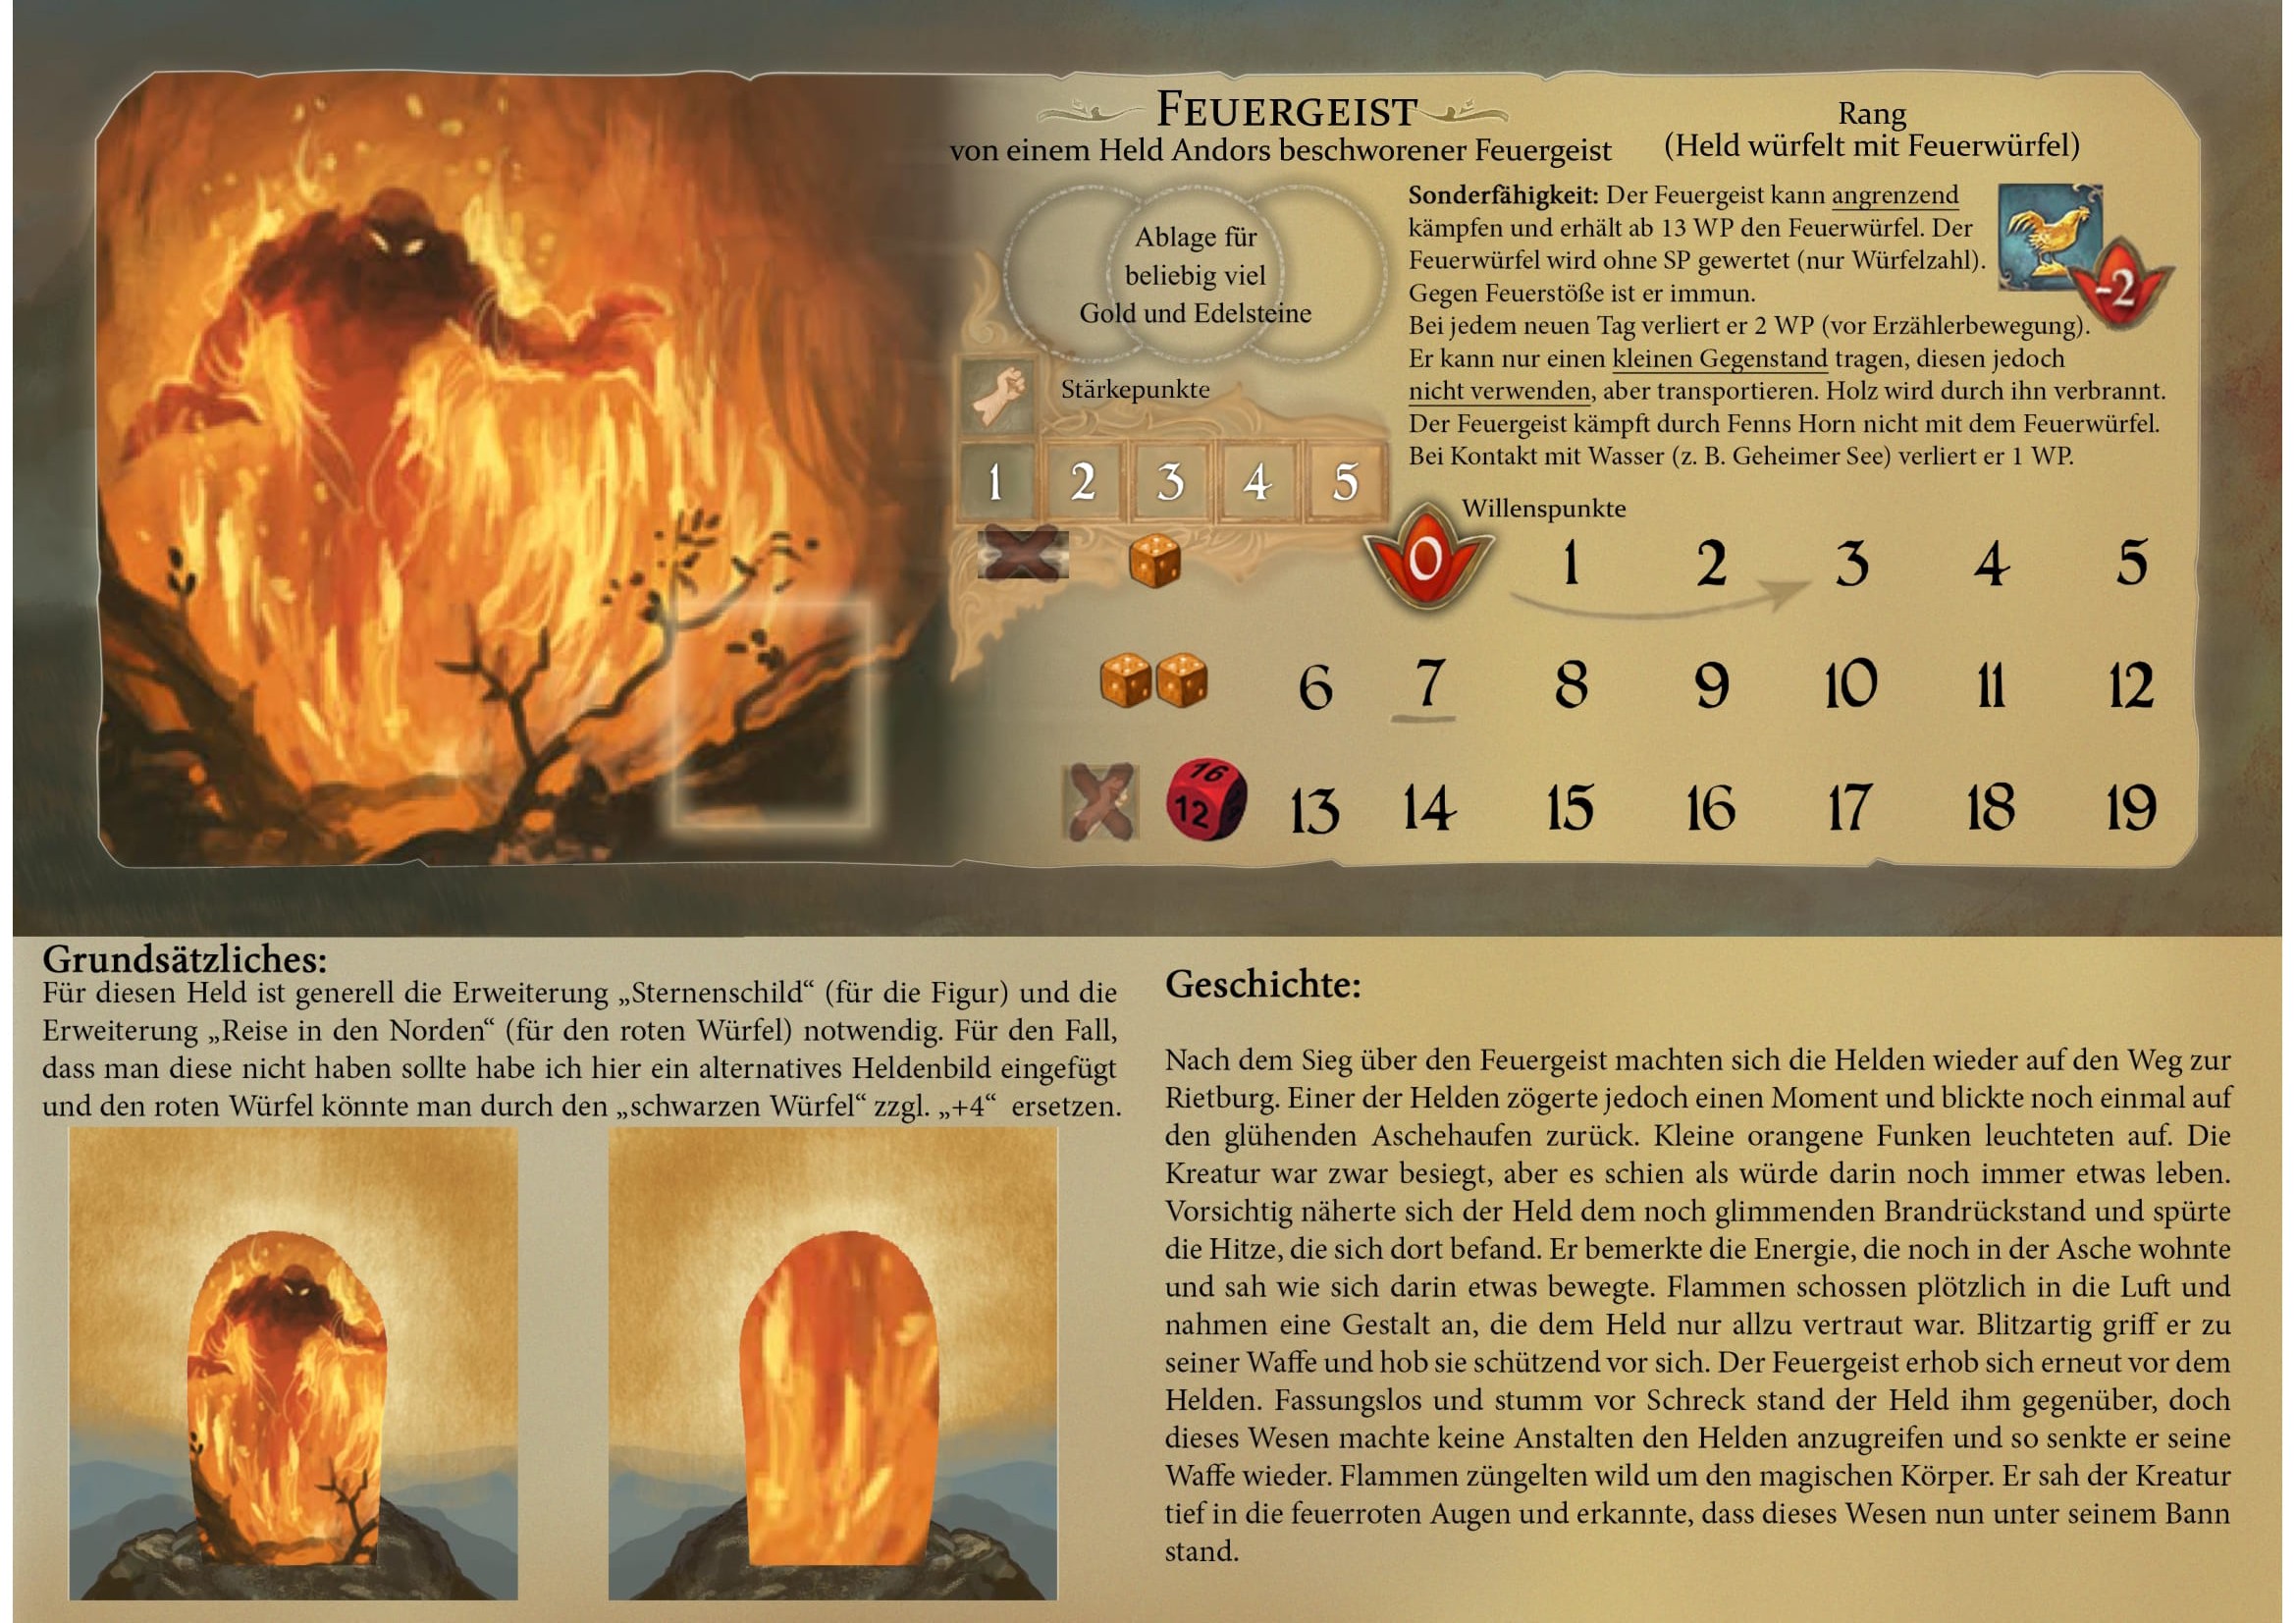 FEUERGEIST
von einem Held Andors beschworener Feuergeist
Rang
(Held würfelt mit Feuerwürfel)
Ablage für
beliebig viel
Gold und Edelsteine
Sonderfähigkeit: Der Feuergeist kann angrenzend
kämpfen und erhält ab 13 WP den Feuerwürfel. Der
Feuerwürfel wird ohne SP gewertet (nur Würfelzahl).
Gegen Feuerstöße ist er immun.
Bei jedem neuen Tag verliert er 2 WP (vor Erzählerbewegung).
Er kann nur einen kleinen Gegenstand tragen, diesen jedoch
nicht verwenden, aber transportieren. Holz wird durch ihn verbrannt.
Der Feuergeist kämpft durch Fenns Horn nicht mit dem Feuerwürfel.
Bei Kontakt mit Wasser (z. B. Geheimer See) verliert er 1 WP.
-2
Stärkepunkte
1 2 3 4 5
Willenspunkte
0 1 2 3 4 5
6 7 8 9 10 11 12
16
12
13 14 15 16 17 18 19
Grundsätzliches:
Für diesen Held ist generell die Erweiterung „Sternenschild“ (für die Figur) und die
Erweiterung „Reise in den Norden“ (für den roten Würfel) notwendig. Für den Fall,
dass man diese nicht haben sollte habe ich hier ein alternatives Heldenbild eingefügt
und den roten Würfel könnte man durch den „schwarzen Würfel“ zzgl. „+4“ ersetzen.
Geschichte:
Nach dem Sieg über den Feuergeist machten sich die Helden wieder auf den Weg zur
Rietburg. Einer der Helden zögerte jedoch einen Moment und blickte noch einmal auf
den glühenden Aschehaufen zurück. Kleine orangene Funken leuchteten auf. Die
Kreatur war zwar besiegt, aber es schien als würde darin noch immer etwas leben.
Vorsichtig näherte sich der Held dem noch glimmenden Brandrückstand und spürte
die Hitze, die sich dort befand. Er bemerkte die Energie, die noch in der Asche wohnte
und sah wie sich darin etwas bewegte. Flammen schossen plötzlich in die Luft und
nahmen eine Gestalt an, die dem Held nur allzu vertraut war. Blitzartig griff er zu
seiner Waffe und hob sie schützend vor sich. Der Feuergeist erhob sich erneut vor dem
Helden. Fassungslos und stumm vor Schreck stand der Held ihm gegenüber, doch
dieses Wesen machte keine Anstalten den Helden anzugreifen und so senkte er seine
Waffe wieder. Flammen züngelten wild um den magischen Körper. Er sah der Kreatur
tief in die feuerroten Augen und erkannte, dass dieses Wesen nun unter seinem Bann
stand.